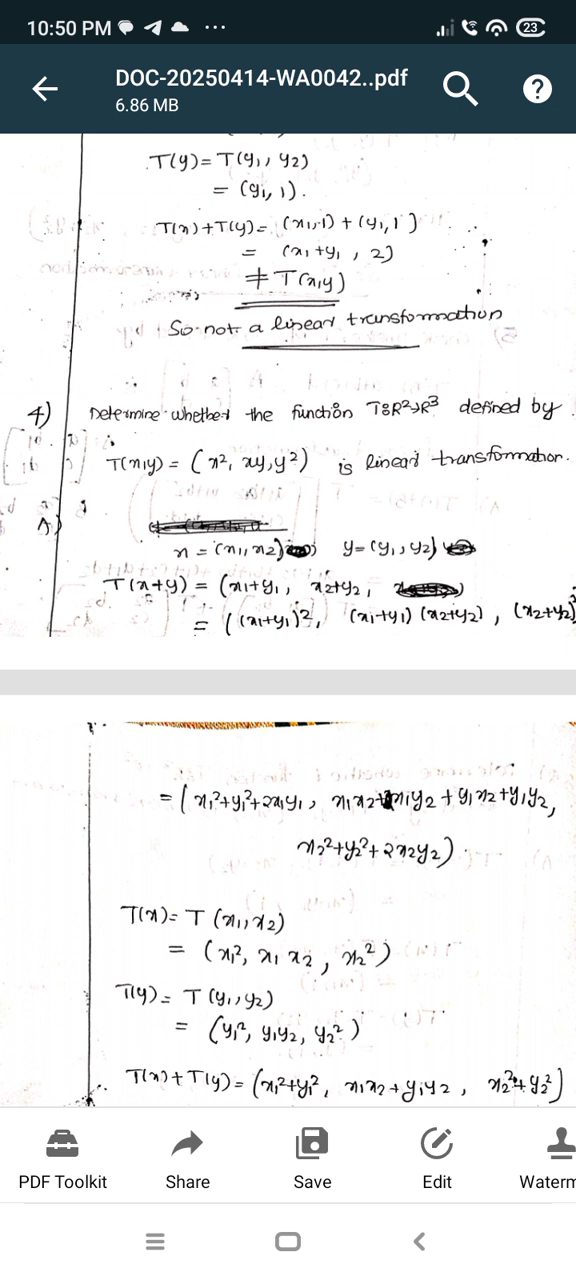 10:50 PM ...
23
DOC-20250414-WA0042..pdf
6.86 MB
T(y) = T(y₁, y₂)
= (y₁, 1).
T(x)+T(y) = (x₁,1) + (y₁,1)
= (x₁+y₁, 2)
≠ T(x,y)
So not a linear transformation
4) Determine whether the function T: R²→R³ defined by
T(x,y) = (x², xy, y²) is linear transformation.
A)
x = (x₁, x₂) y = (y₁, y₂)
T(x+y) = (x₁+y₁, x₂+y₂,
= ((x₁+y₁)², (x₁+y₁)(x₂+y₂), (x₂+y₂)²
= (x₁²+y₁²+2x₁y₁, x₁x₂+x₁y₂+y₁x₂+y₁y₂,
x₂²+y₂²+2x₂y₂).
T(x) = T(x₁, x₂)
= (x₁², x₁x₂, x₂²)
T(y) = T(y₁, y₂)
= (y₁², y₁y₂, y₂²)
T(x)+T(y) = (x₁²+y₁², x₁x₂+y₁y₂, x₂²+y₂²)
PDF Toolkit
Share
Save
Edit
Waterm